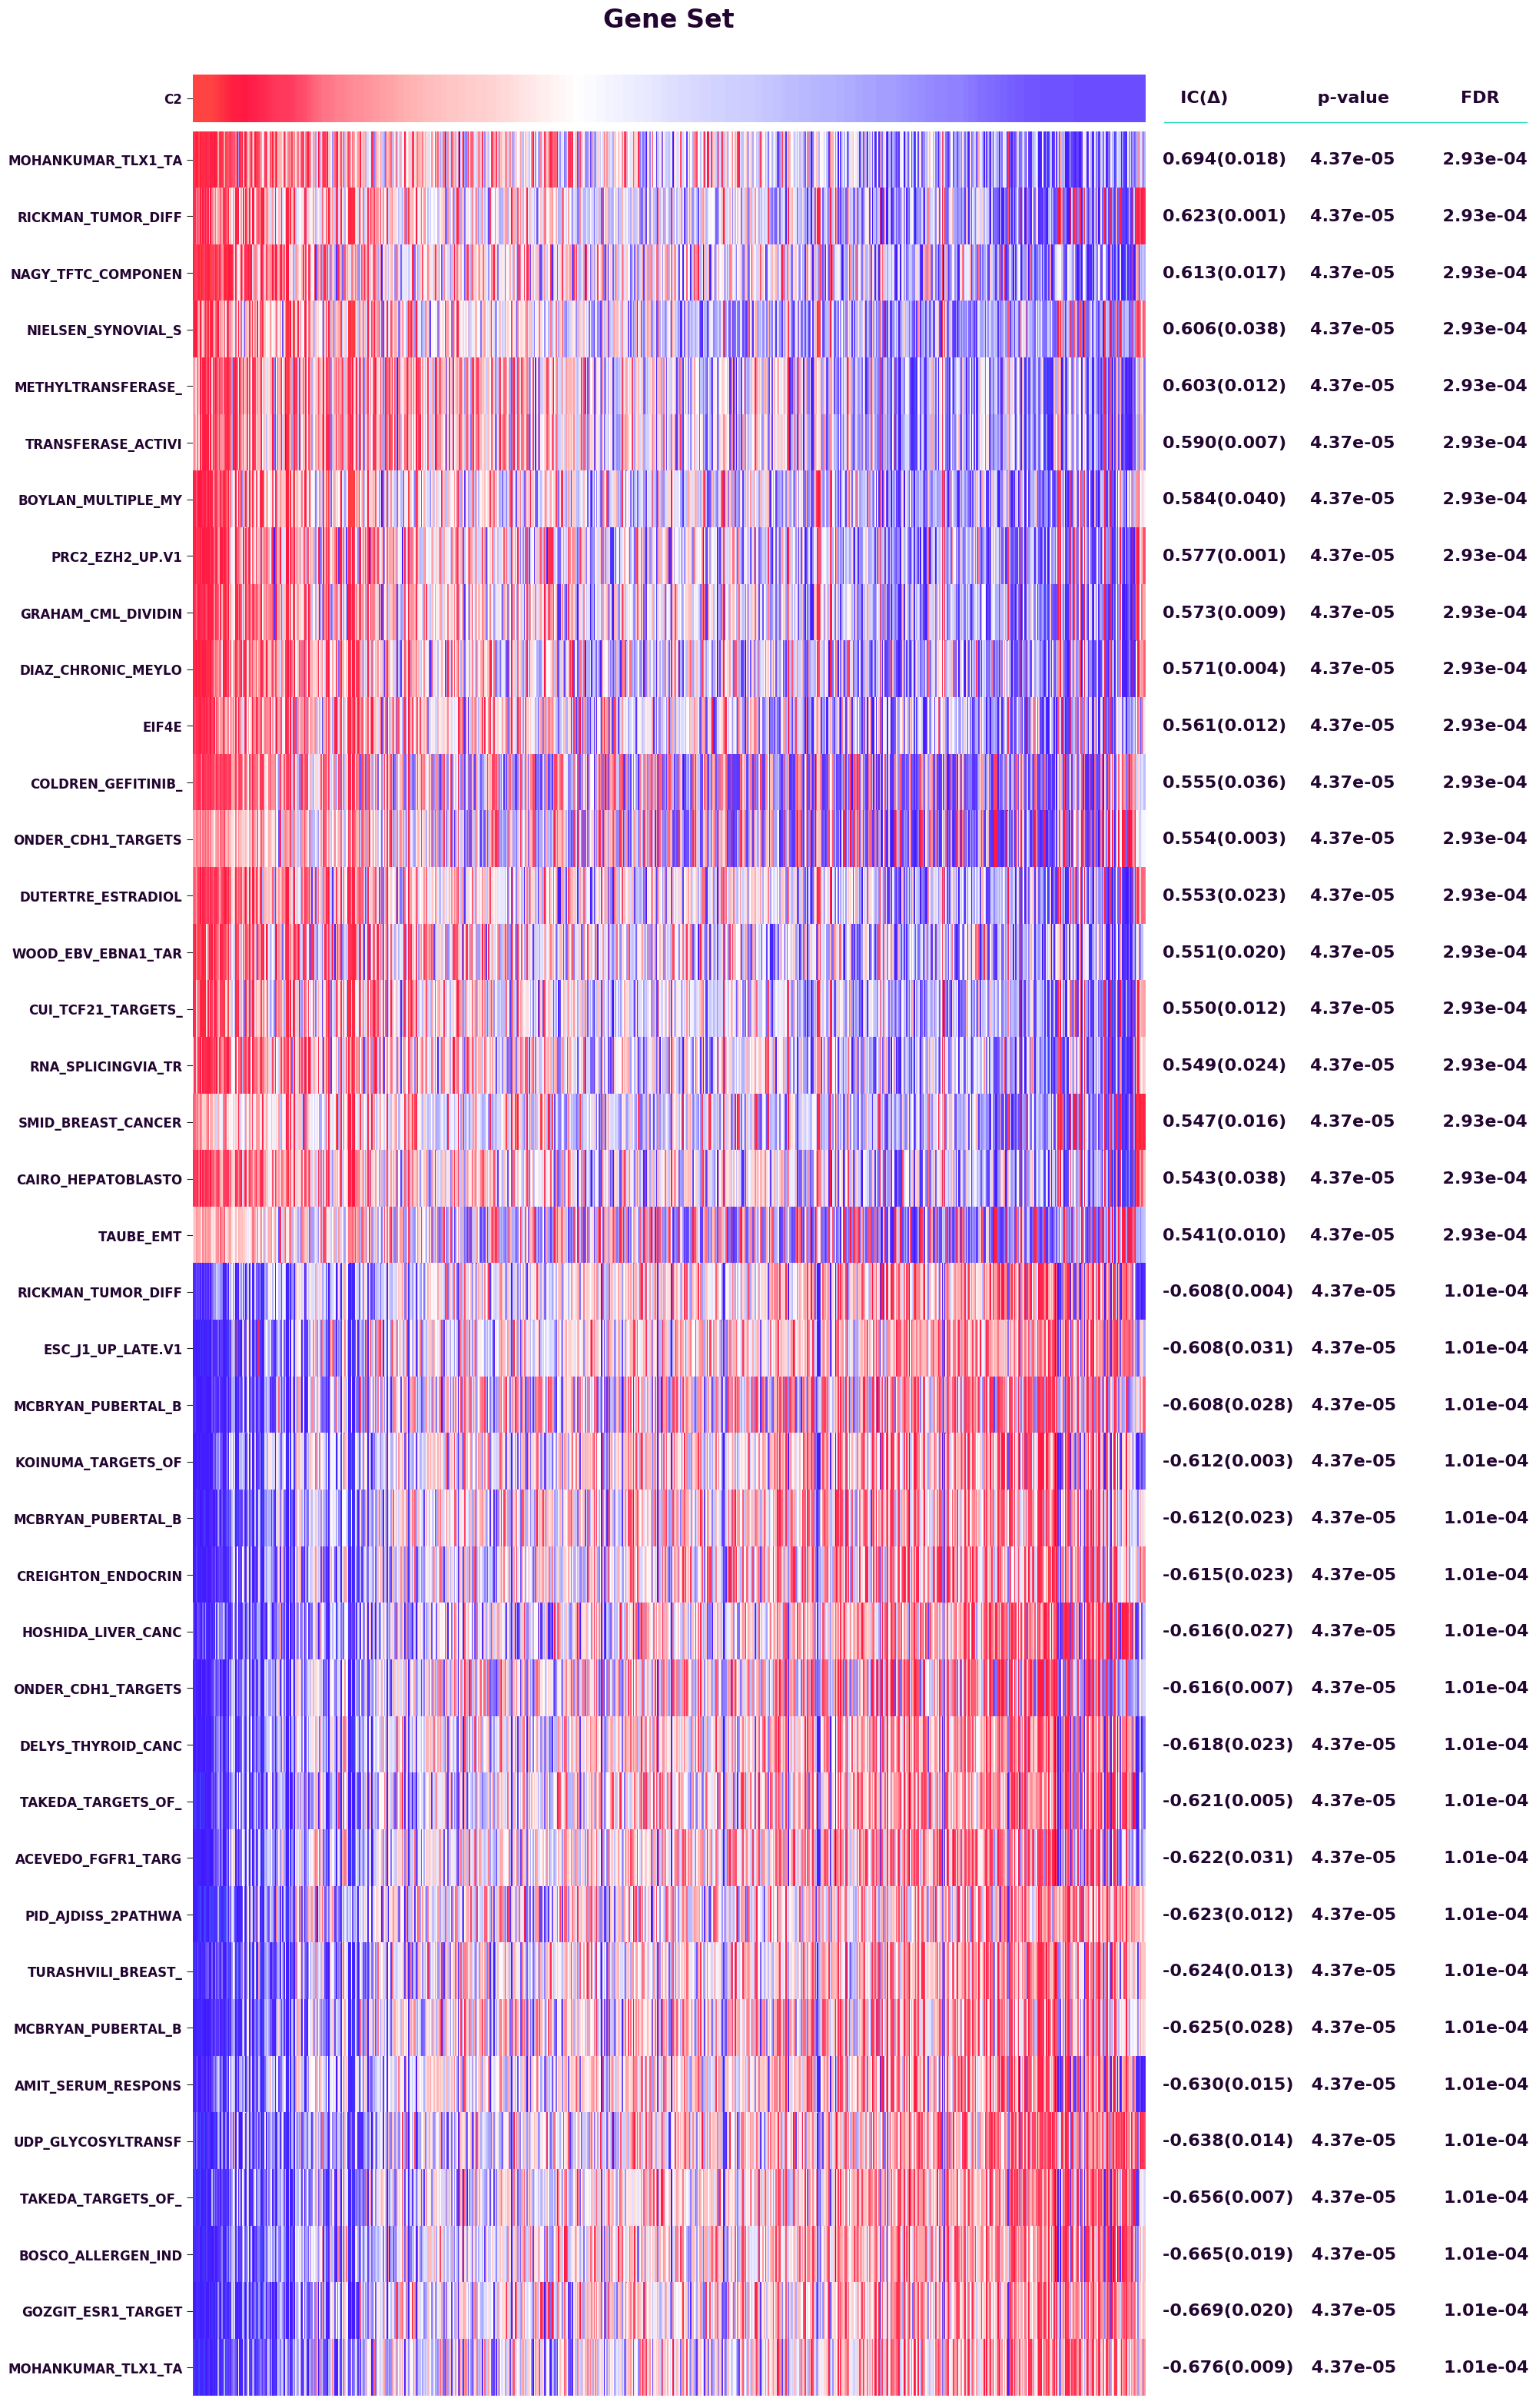 Gene Set
C2 IC(Δ) p-value FDR
MOHANKUMAR_TLX1_TA 0.694(0.018) 4.37e-05 2.93e-04
RICKMAN_TUMOR_DIFF 0.623(0.001) 4.37e-05 2.93e-04
NAGY_TFTC_COMPONEN 0.613(0.017) 4.37e-05 2.93e-04
NIELSEN_SYNOVIAL_S 0.606(0.038) 4.37e-05 2.93e-04
METHYLTRANSFERASE_ 0.603(0.012) 4.37e-05 2.93e-04
TRANSFERASE_ACTIVI 0.590(0.007) 4.37e-05 2.93e-04
BOYLAN_MULTIPLE_MY 0.584(0.040) 4.37e-05 2.93e-04
PRC2_EZH2_UP.V1 0.577(0.001) 4.37e-05 2.93e-04
GRAHAM_CML_DIVIDIN 0.573(0.009) 4.37e-05 2.93e-04
DIAZ_CHRONIC_MEYLO 0.571(0.004) 4.37e-05 2.93e-04
EIF4E 0.561(0.012) 4.37e-05 2.93e-04
COLDREN_GEFITINIB_ 0.555(0.036) 4.37e-05 2.93e-04
ONDER_CDH1_TARGETS 0.554(0.003) 4.37e-05 2.93e-04
DUTERTRE_ESTRADIOL 0.553(0.023) 4.37e-05 2.93e-04
WOOD_EBV_EBNA1_TAR 0.551(0.020) 4.37e-05 2.93e-04
CUI_TCF21_TARGETS_ 0.550(0.012) 4.37e-05 2.93e-04
RNA_SPLICINGVIA_TR 0.549(0.024) 4.37e-05 2.93e-04
SMID_BREAST_CANCER 0.547(0.016) 4.37e-05 2.93e-04
CAIRO_HEPATOBLASTO 0.543(0.038) 4.37e-05 2.93e-04
TAUBE_EMT 0.541(0.010) 4.37e-05 2.93e-04
RICKMAN_TUMOR_DIFF -0.608(0.004) 4.37e-05 1.01e-04
ESC_J1_UP_LATE.V1 -0.608(0.031) 4.37e-05 1.01e-04
MCBRYAN_PUBERTAL_B -0.608(0.028) 4.37e-05 1.01e-04
KOINUMA_TARGETS_OF -0.612(0.003) 4.37e-05 1.01e-04
MCBRYAN_PUBERTAL_B -0.612(0.023) 4.37e-05 1.01e-04
CREIGHTON_ENDOCRIN -0.615(0.023) 4.37e-05 1.01e-04
HOSHIDA_LIVER_CANC -0.616(0.027) 4.37e-05 1.01e-04
ONDER_CDH1_TARGETS -0.616(0.007) 4.37e-05 1.01e-04
DELYS_THYROID_CANC -0.618(0.023) 4.37e-05 1.01e-04
TAKEDA_TARGETS_OF_ -0.621(0.005) 4.37e-05 1.01e-04
ACEVEDO_FGFR1_TARG -0.622(0.031) 4.37e-05 1.01e-04
PID_AJDISS_2PATHWA -0.623(0.012) 4.37e-05 1.01e-04
TURASHVILI_BREAST_ -0.624(0.013) 4.37e-05 1.01e-04
MCBRYAN_PUBERTAL_B -0.625(0.028) 4.37e-05 1.01e-04
AMIT_SERUM_RESPONS -0.630(0.015) 4.37e-05 1.01e-04
UDP_GLYCOSYLTRANSF -0.638(0.014) 4.37e-05 1.01e-04
TAKEDA_TARGETS_OF_ -0.656(0.007) 4.37e-05 1.01e-04
BOSCO_ALLERGEN_IND -0.665(0.019) 4.37e-05 1.01e-04
GOZGIT_ESR1_TARGET -0.669(0.020) 4.37e-05 1.01e-04
MOHANKUMAR_TLX1_TA -0.676(0.009) 4.37e-05 1.01e-04